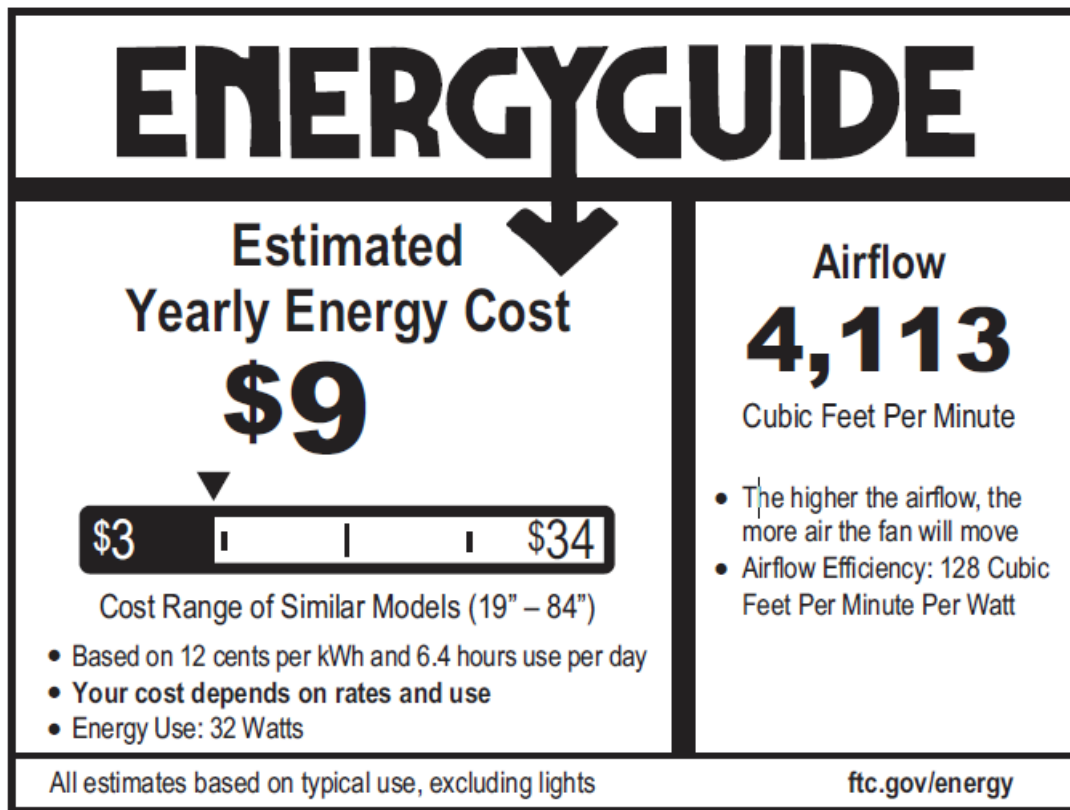 ENERGYGUIDE
Estimated
Yearly Energy Cost
$9
$3
$34
Cost Range of Similar Models (19” – 84”)
• Based on 12 cents per kWh and 6.4 hours use per day
• Your cost depends on rates and use
• Energy Use: 32 Watts
Airflow
4,113
Cubic Feet Per Minute
• The higher the airflow, the
more air the fan will move
• Airflow Efficiency: 128 Cubic
Feet Per Minute Per Watt
All estimates based on typical use, excluding lights
ftc.gov/energy